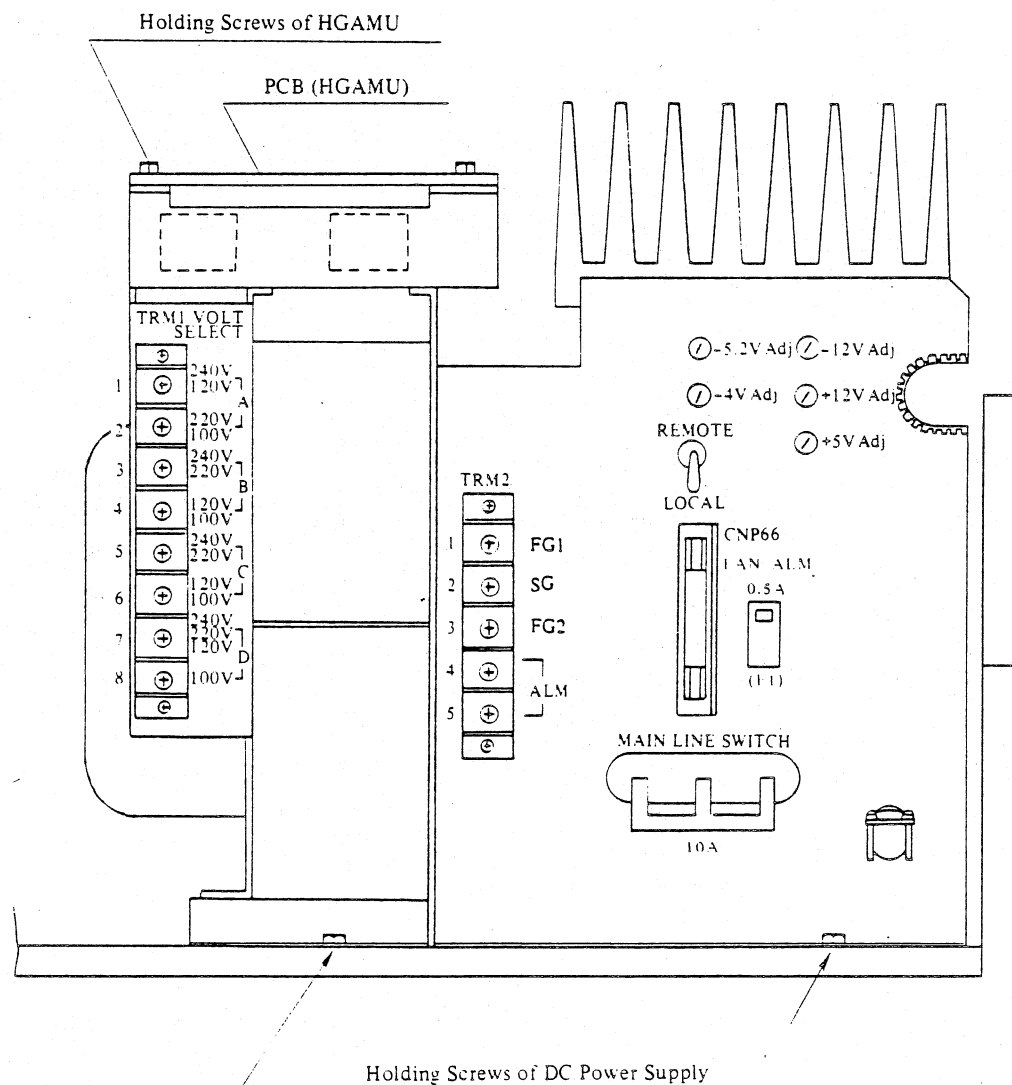 Holding Screws of HGAMU
PCB (HGAMU)
TRM1 VOLT
SELECT
240V
1 120V
A
220V
2 100V
240V
3 220V
B
120V
4 100V
240V
5 220V
C
120V
6 100V
240V
220V
7 120V
D
8 100V
-5.2V Adj -12V Adj
-4V Adj +12V Adj
+5V Adj
REMOTE
LOCAL
TRM2
1 FG1
2 SG
3 FG2
4
ALM
5
CNP66
FAN ALM
0.5A
(F1)
MAIN LINE SWITCH
10A
Holding Screws of DC Power Supply